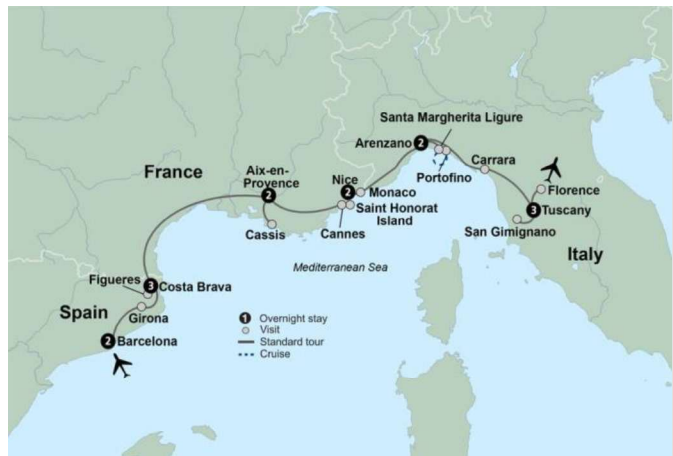 Santa Margherita Ligure
Arenzano
2
Portofino
Carrara
France
Aix-en-
Provence
2
Nice
2
Monaco
Saint Honorat
Island
Cannes
Cassis
Florence
3
Tuscany
San Gimignano
Italy
Mediterranean Sea
Figueres
3
Costa Brava
Spain
Girona
2
Barcelona
1
Overnight stay
Visit
Standard tour
Cruise